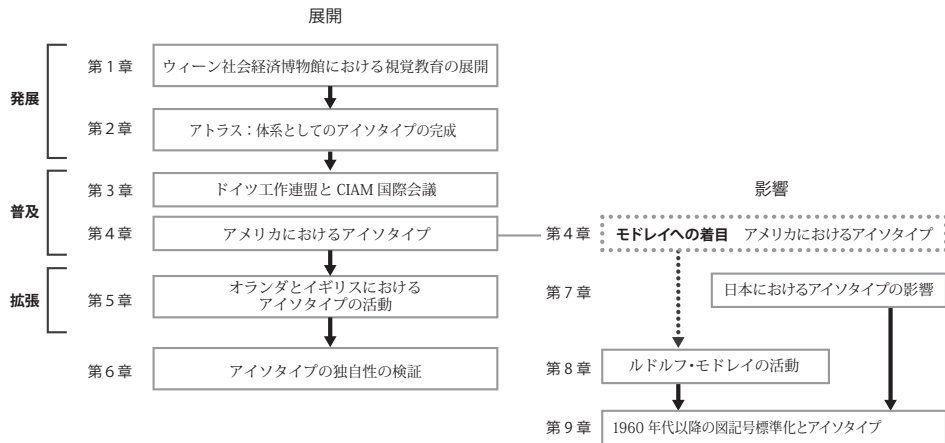 展開
発展
第1章 ウィーン社会経済博物館における視覚教育の展開
第2章 アトラス：体系としてのアイソタイプの完成
普及
第3章 ドイツ工作連盟と CIAM 国際会議
第4章 アメリカにおけるアイソタイプ
拡張
第5章 オランダとイギリスにおける
アイソタイプの活動
第6章 アイソタイプの独自性の検証
影響
第4章 モドレイへの着目 アメリカにおけるアイソタイプ
第7章 日本におけるアイソタイプの影響
第8章 ルドルフ・モドレイの活動
第9章 1960 年代以降の図記号標準化とアイソタイプ